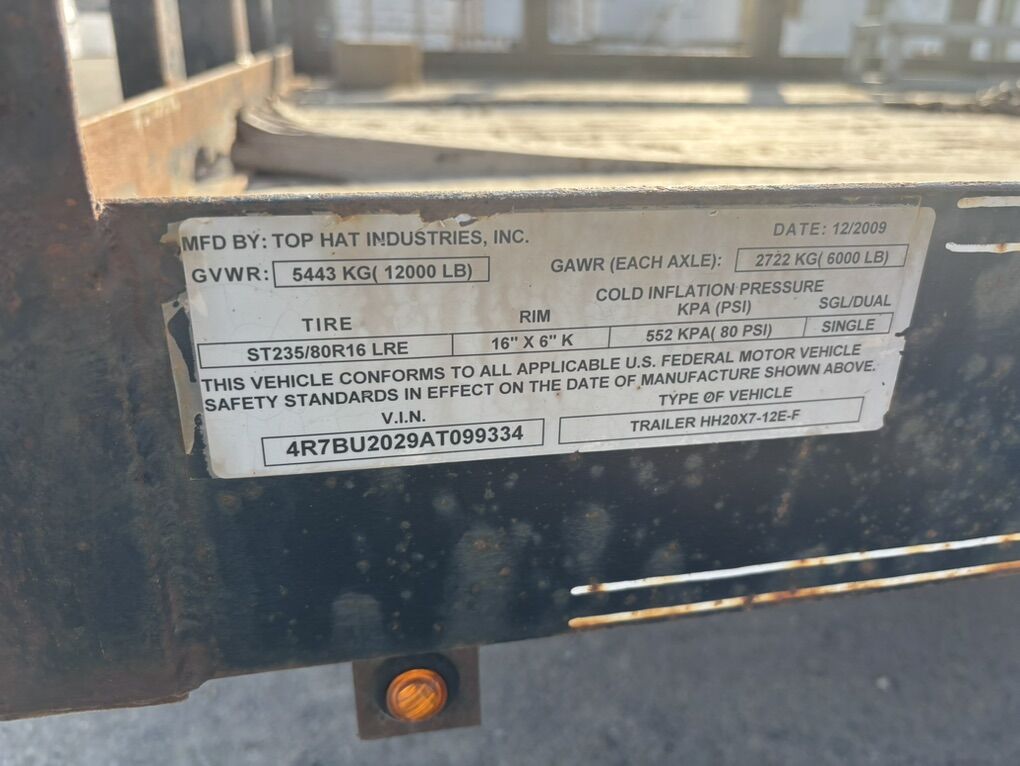 MFD BY: TOP HAT INDUSTRIES, INC. DATE: 12/2009
GVWR: 5443 KG( 12000 LB) GAWR (EACH AXLE): 2722 KG( 6000 LB)
COLD INFLATION PRESSURE
TIRE RIM KPA (PSI) SGL/DUAL
ST235/80R16 LRE 16" X 6" K 552 KPA( 80 PSI) SINGLE
THIS VEHICLE CONFORMS TO ALL APPLICABLE U.S. FEDERAL MOTOR VEHICLE
SAFETY STANDARDS IN EFFECT ON THE DATE OF MANUFACTURE SHOWN ABOVE.
V.I.N. TYPE OF VEHICLE
4R7BU2029AT099334 TRAILER HH20X7-12E-F